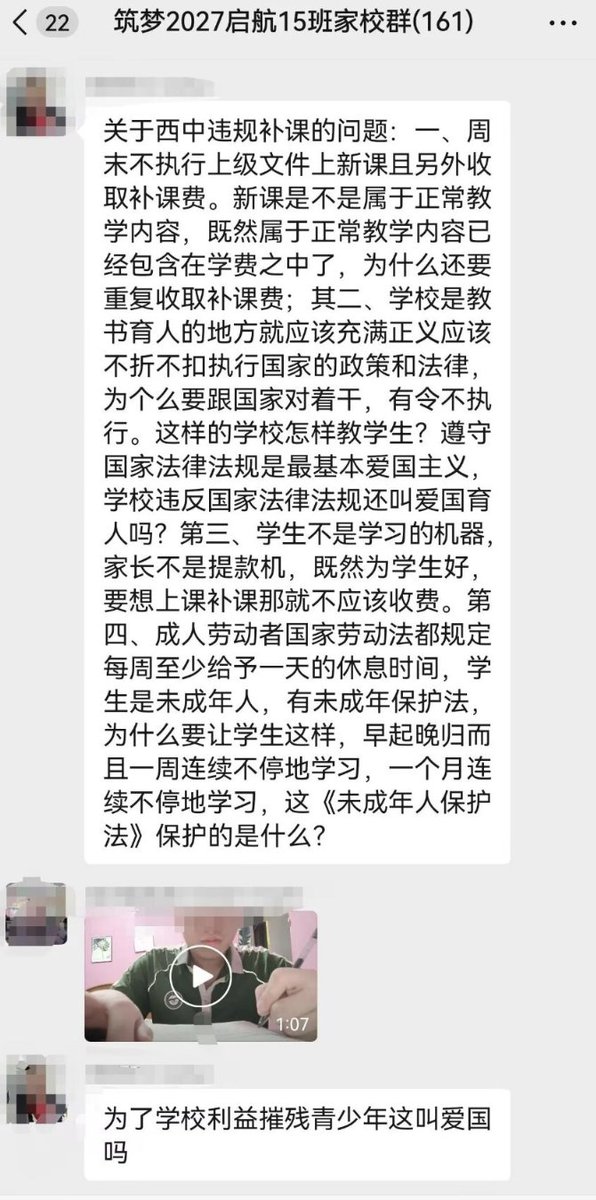 22
筑梦2027启航15班家校群(161)
关于西中违规补课的问题：一、周
末不执行上级文件上新课且另外收
取补课费。新课是不是属于正常教
学内容，既然属于正常教学内容已
经包含在学费之中了，为什么还要
重复收取补课费；其二、学校是教
书育人的地方就应该充满正义应该
不折不扣执行国家的政策和法律，
为个么要跟国家对着干，有令不执
行。这样的学校怎样教学生？遵守
国家法律法规是最基本爱国主义，
学校违反国家法律法规还叫爱国育
人吗？第三、学生不是学习的机器，
家长不是提款机，既然为学生好，
要想上课补课那就不应该收费。第
四、成人劳动者国家劳动法都规定
每周至少给予一天的休息时间，学
生是未成年人，有未成年保护法，
为什么要让学生这样，早起晚归而
且一周连续不停地学习，一个月连
续不停地学习，这《未成年人保护
法》保护的是什么？
1:07
为了学校利益摧残青少年这叫爱国
吗